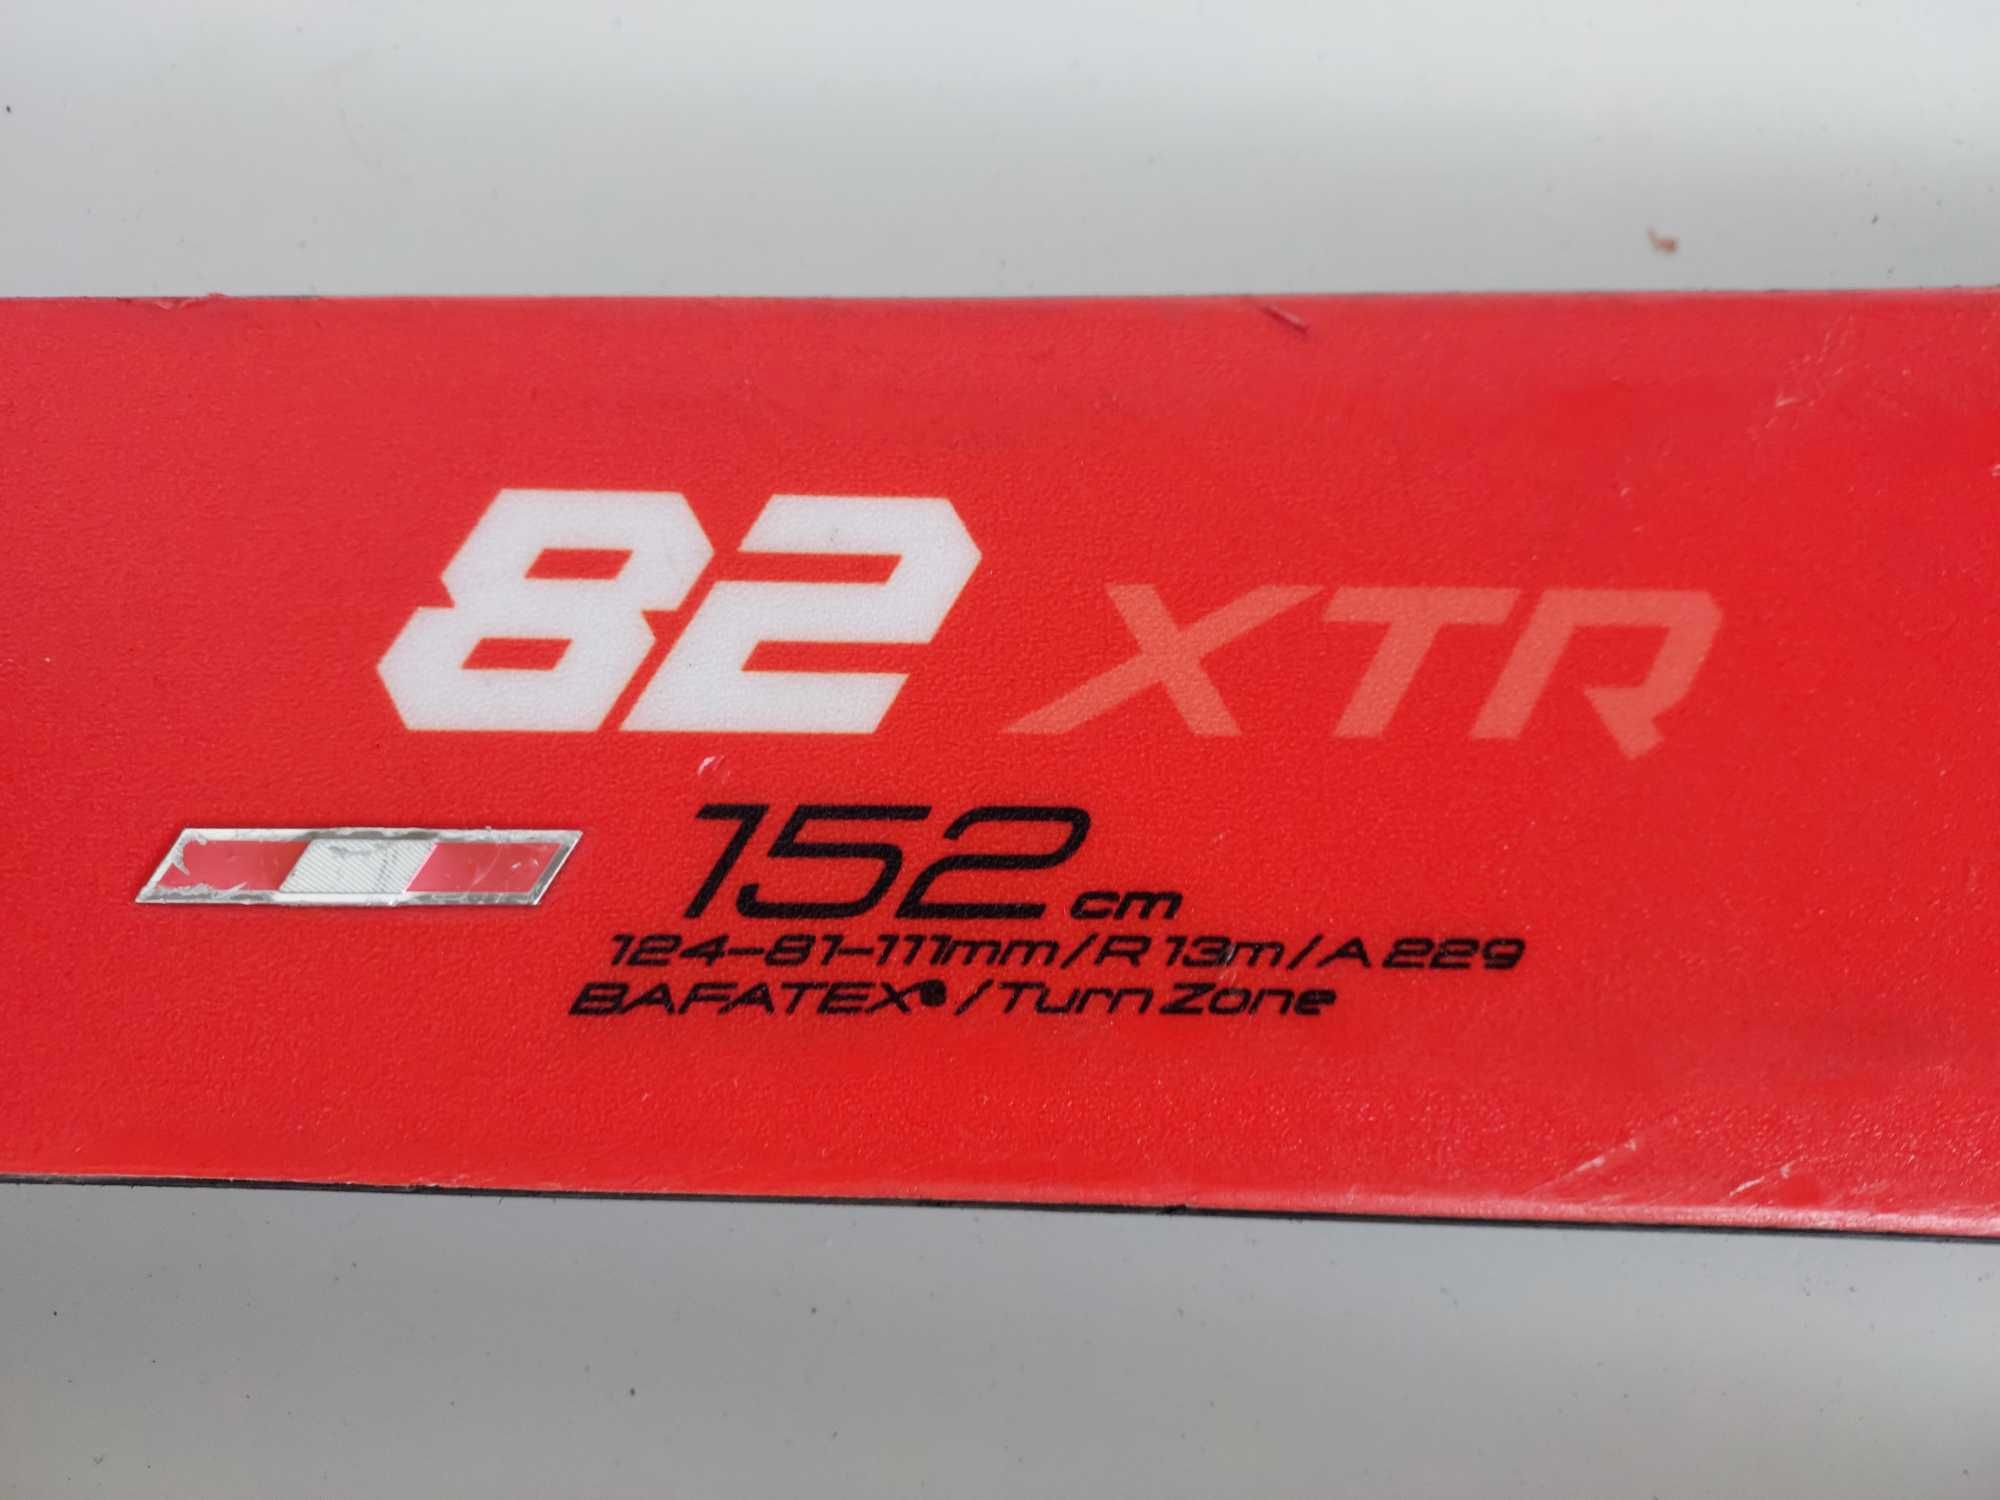 82 XTR
152 cm
124-81-111mm/R 13m/A 229
BAFATEX®/Turn Zone